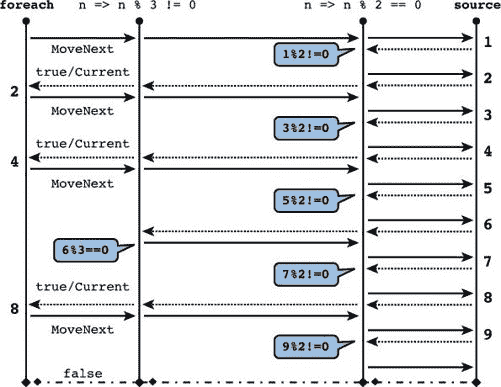 foreach n => n % 3 != 0 n => n % 2 == 0 source
MoveNext
1%2!=0
1
true/Current
2
2
MoveNext
3%2!=0
3
true/Current
4
4
MoveNext
5%2!=0
5
6
6%3==0
7%2!=0
7
true/Current
8
8
MoveNext
9%2!=0
9
false